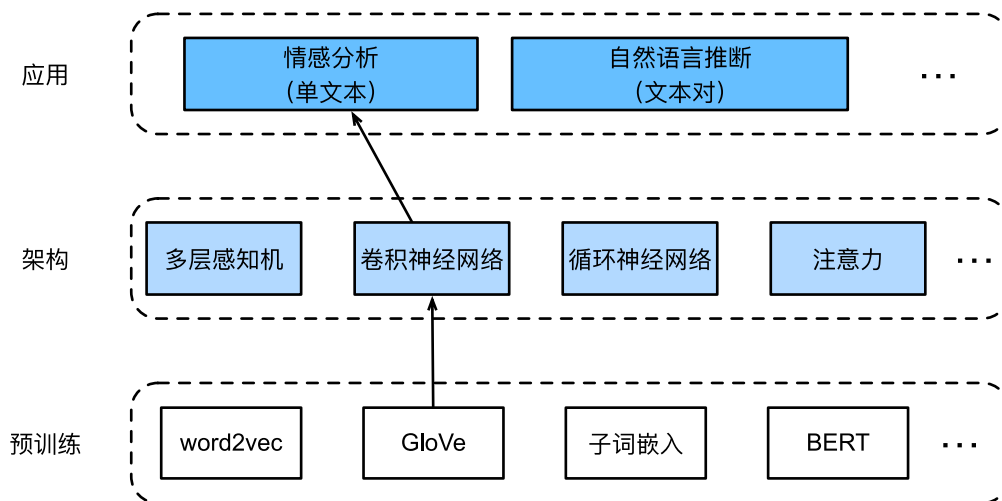 应用
情感分析
（单文本）
自然语言推断
（文本对）
...
架构
多层感知机
卷积神经网络
循环神经网络
注意力
...
预训练
word2vec
GloVe
子词嵌入
BERT
...